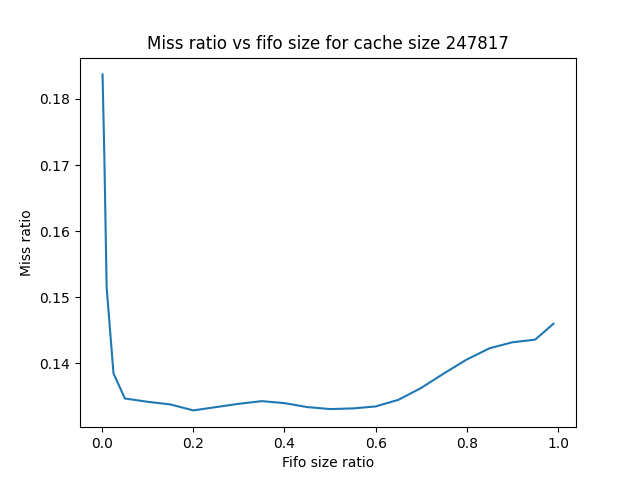 Miss ratio vs fifo size for cache size 247817
0.18
0.17
0.16
0.15
0.14
Miss ratio
0.0 0.2 0.4 0.6 0.8 1.0
Fifo size ratio